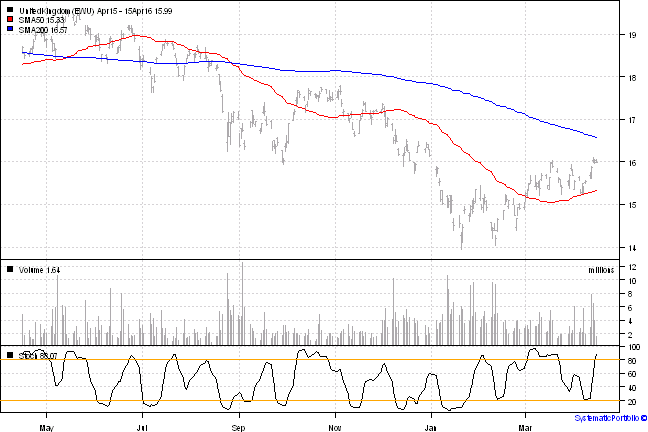 United Kingdom (EWU) Apr15 - 15Apr16 15.99
SMA50 15.33
SMA200 16.57
19
18
17
16
15
14
Volume 1.64
millions
12
10
8
6
4
2
100
80
60
40
20
May
Jul
Sep
Nov
Jan
Mar
SystematicPortfolio ©